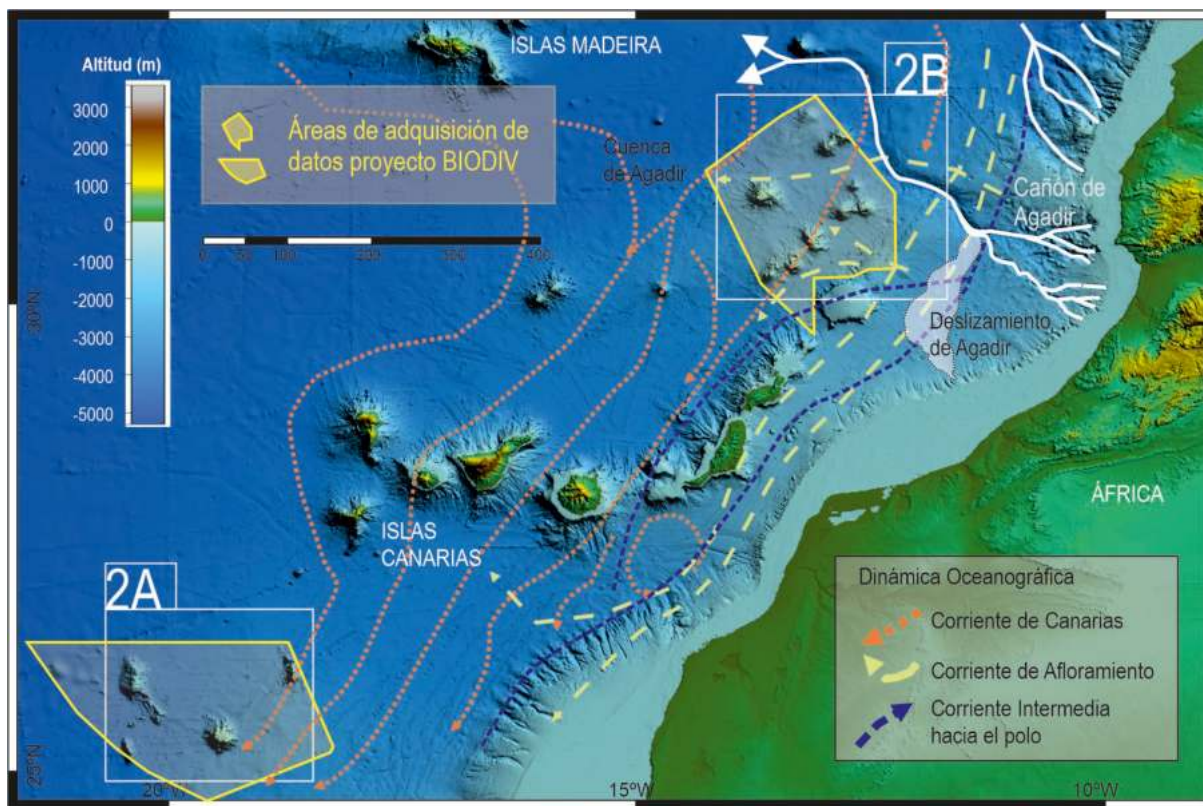 ISLAS MADEIRA
Altitud (m)
3000
2000
1000
0
-1000
-2000
-3000
-4000
-5000
Áreas de adquisición de
datos proyecto BIODIV
0 50 100 200 300 400
2B
Cuenca
de Agadir
Cañón de
Agadir
Deslizamiento
de Agadir
30ºN
ÁFRICA
ISLAS
CANARIAS
2A
Dinámica Oceanográfica
Corriente de Canarias
Corriente de Afloramiento
Corriente Intermedia
hacia el polo
25ºN
20ºW
15ºW
10ºW